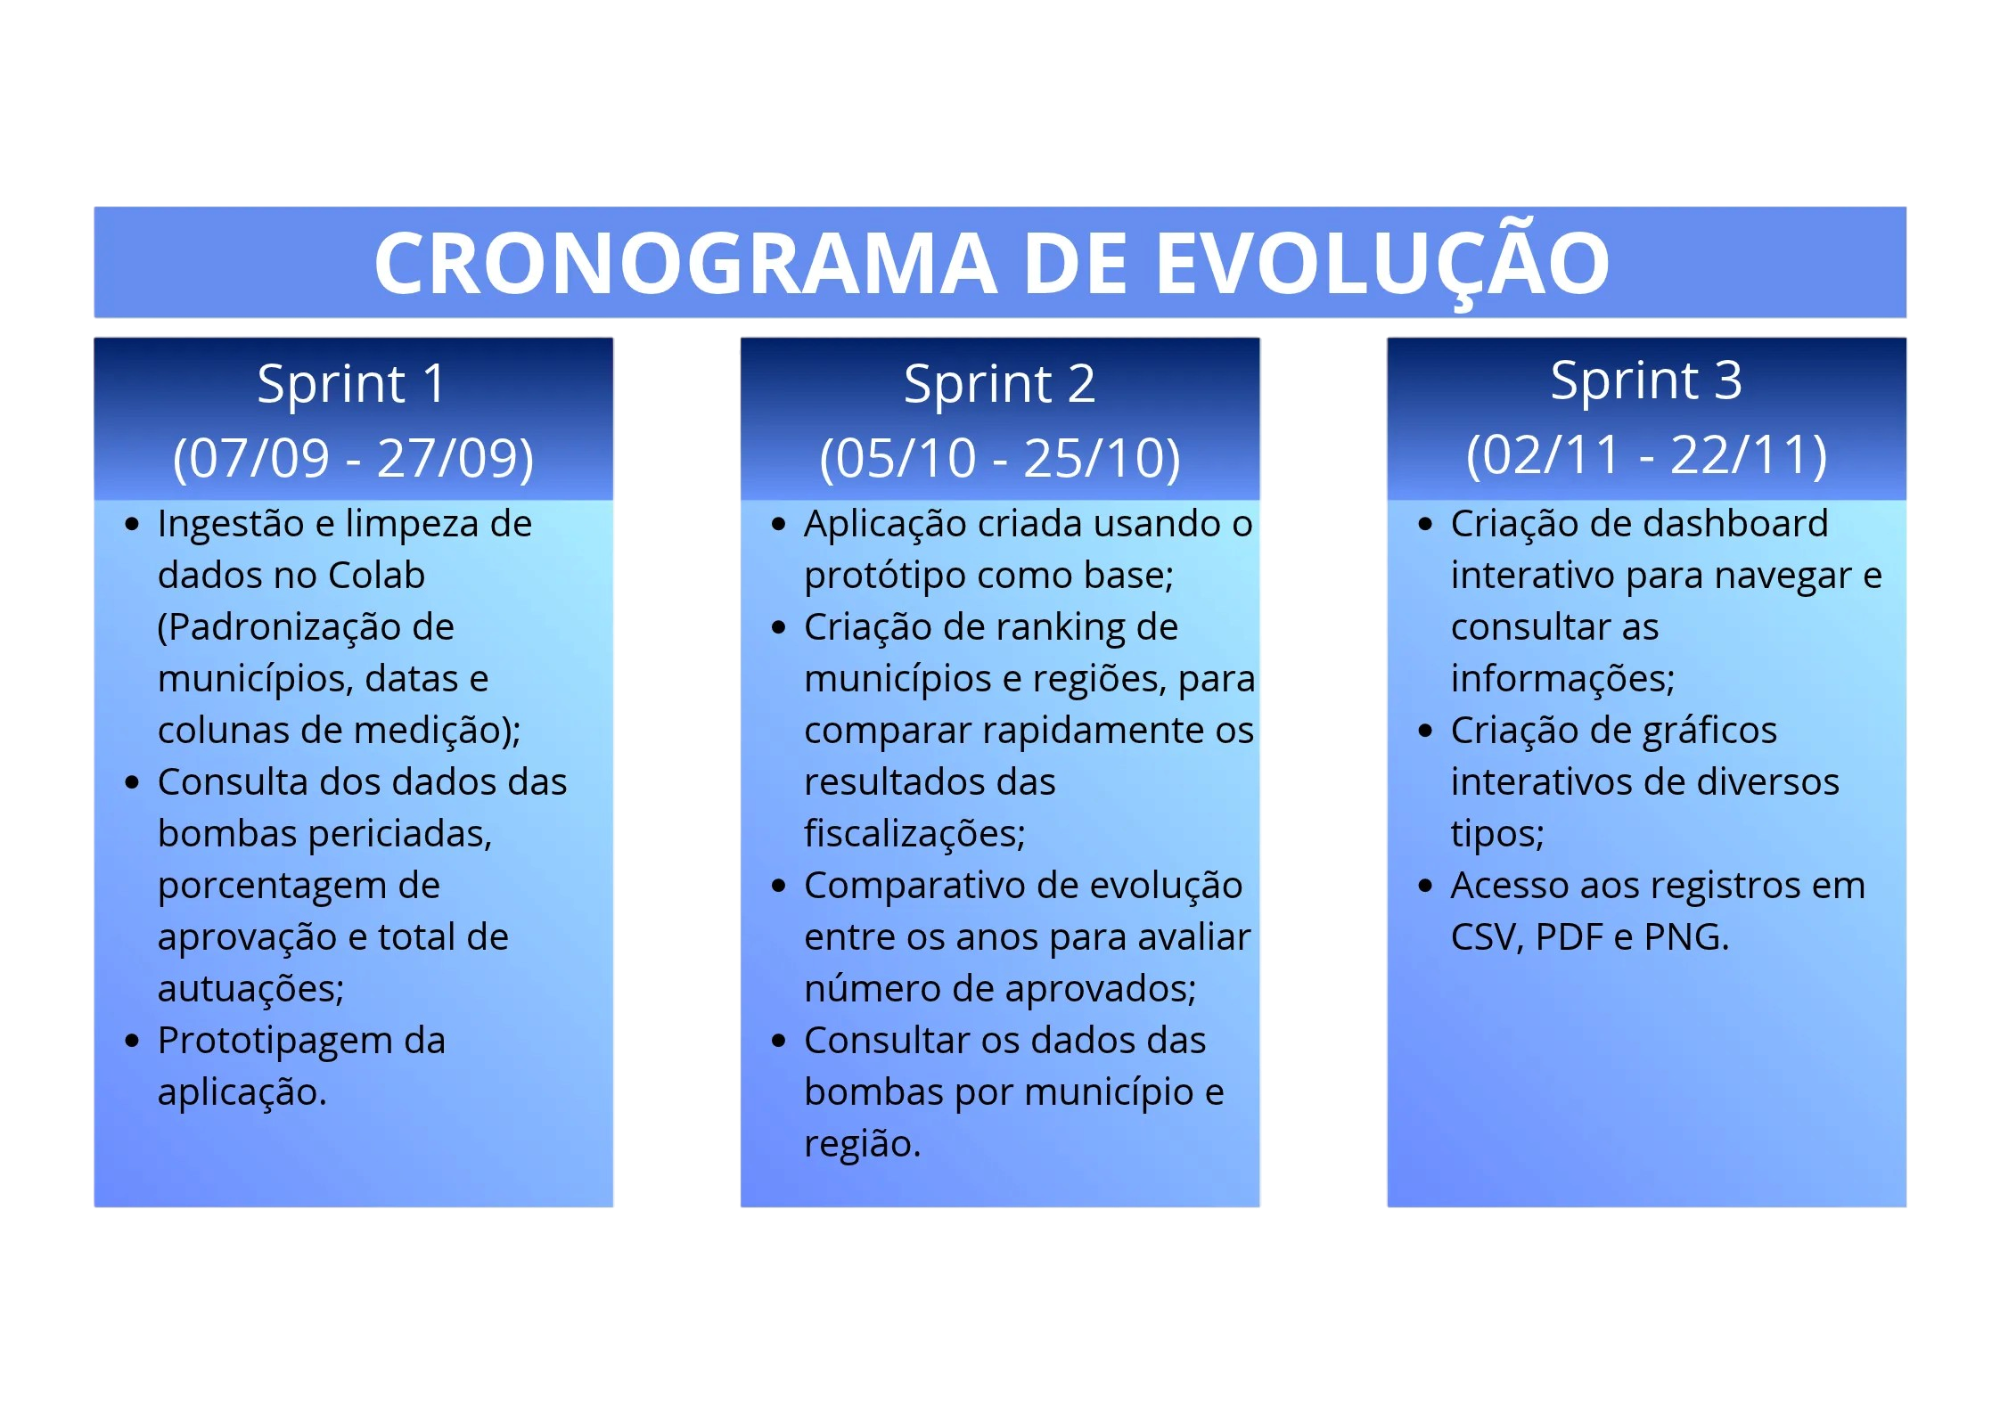 CRONOGRAMA DE EVOLUÇÃO
Sprint 1
(07/09 - 27/09)
• Ingestão e limpeza de
dados no Colab
(Padronização de
municípios, datas e
colunas de medição);
• Consulta dos dados das
bombas periciadas,
porcentagem de
aprovação e total de
autuações;
• Prototipagem da
aplicação.
Sprint 2
(05/10 - 25/10)
• Aplicação criada usando o
protótipo como base;
• Criação de ranking de
municípios e regiões, para
comparar rapidamente os
resultados das
fiscalizações;
• Comparativo de evolução
entre os anos para avaliar
número de aprovados;
• Consultar os dados das
bombas por município e
região.
Sprint 3
(02/11 - 22/11)
• Criação de dashboard
interativo para navegar e
consultar as
informações;
• Criação de gráficos
interativos de diversos
tipos;
• Acesso aos registros em
CSV, PDF e PNG.